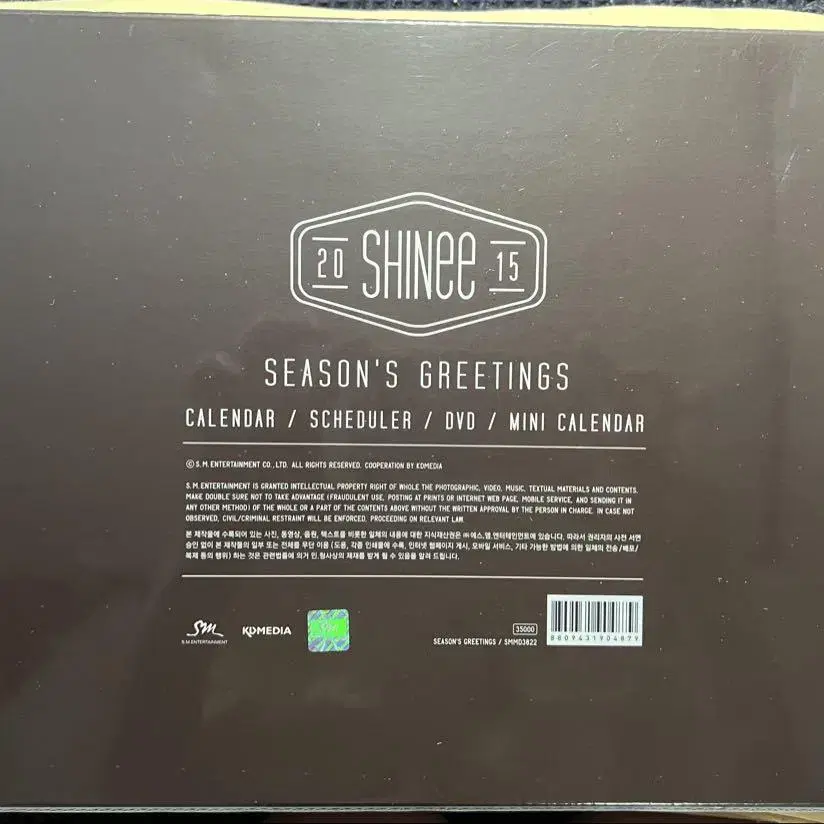 20 SHINee 15
SEASON'S GREETINGS
CALENDAR / SCHEDULER / DVD / MINI CALENDAR
ⓒ S. M. ENTERTAINMENT CO., LTD. ALL RIGHTS RESERVED. COOPERATION BY KDMEDIA
S. M. ENTERTAINMENT IS GRANTED INTELLECTUAL PROPERTY RIGHT OF WHOLE THE PHOTOGRAPHIC, VIDEO, MUSIC, TEXTUAL MATERIALS AND CONTENTS.
MAKE DOUBLE SURE NOT TO TAKE ADVANTAGE (FRAUDULENT USE, POSTING AT PRINTS OR INTERNET WEB PAGE, MOBILE SERVICE, AND SENDING IT IN
ANY OTHER METHOD) OF THE WHOLE OR A PART OF THE CONTENTS ABOVE WITHOUT THE WRITTEN APPROVAL BY THE PERSON IN CHARGE. IN CASE NOT
OBSERVED, CIVIL/CRIMINAL RESTRAINT WILL BE ENFORCED, PROCEEDING ON RELEVANT LAW.
본 제작물에 수록되어 있는 사진, 동영상, 음원, 텍스트를 비롯한 일체의 내용에 대한 지식재산권은 ㈜에스.엠.엔터테인먼트에 있습니다. 따라서 권리자의 사전 서면
승인 없이 본 제작물의 일부 또는 전체를 무단 이용 (도용, 각종 인쇄물에 수록, 인터넷 웹페이지 게시, 모바일 서비스, 기타 가능한 방법에 의한 일체의 전송/배포/
복제 등의 행위) 하는 것은 관련법률에 의거 민.형사상의 제재를 받게 될 수 있음을 알려 드립니다.
SM
S.M.ENTERTAINMENT
KDMEDIA
35000
SEASON'S GREETINGS / SMMD3822
8809431904879